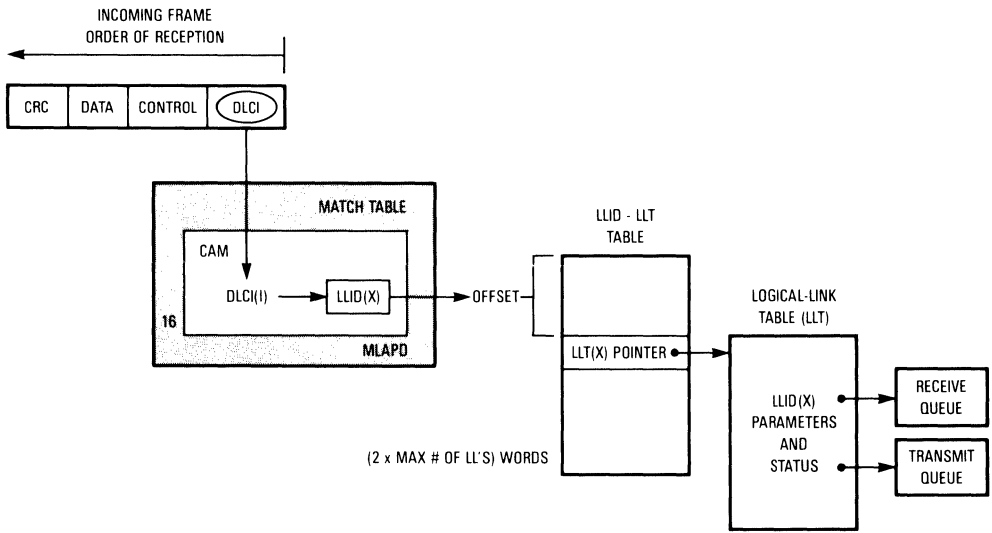 INCOMING FRAME
ORDER OF RECEPTION
CRC
DATA
CONTROL
DLCI
MATCH TABLE
CAM
DLCI(I)
LLID(X)
16
MLAPD
OFFSET
LLID - LLT
TABLE
LLT(X) POINTER
(2 x MAX # OF LL'S) WORDS
LOGICAL-LINK
TABLE (LLT)
LLID(X)
PARAMETERS
AND
STATUS
RECEIVE
QUEUE
TRANSMIT
QUEUE